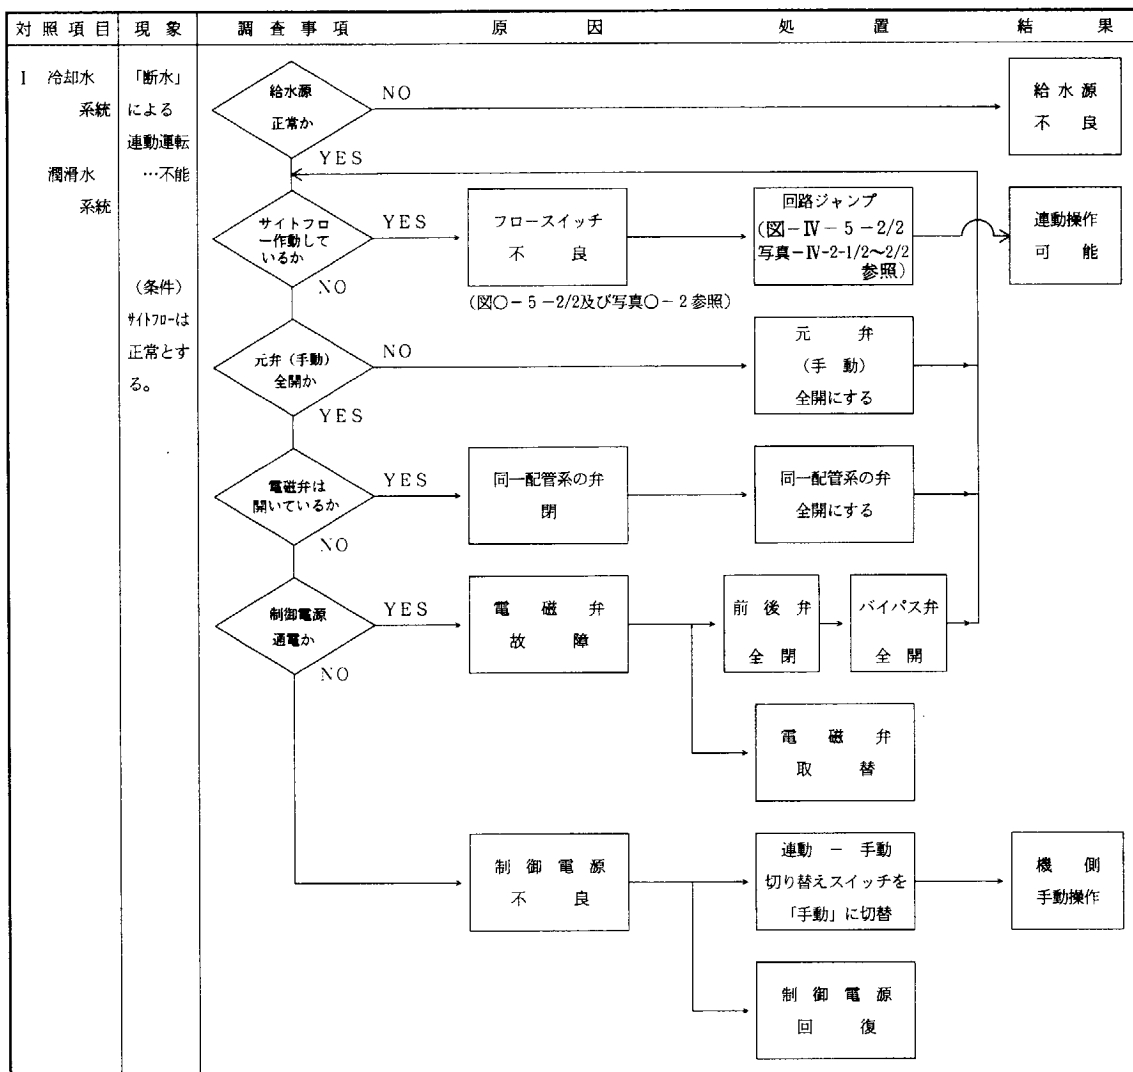 対照項目 現象 調査事項 原因 処置 結果
I 冷却水
系統
潤滑水
系統
「断水」
による
連動運転
…不能
(条件)
サイトフローは
正常とす
る。
給水源
正常か
NO
給水源
不良
YES
サイトフロ
ー作動して
いるか
YES
フロースイッチ
不良
(図○－5－2/2及び写真○－2参照)
回路ジャンプ
(図－Ⅳ－5－2/2
写真－Ⅳ-2-1/2～2/2
参照)
連動操作
可能
NO
元弁（手動）
全開か
NO
元弁
(手動)
全開にする
YES
電磁弁は
開いているか
YES
同一配管系の弁
閉
同一配管系の弁
全開にする
NO
制御電源
通電か
YES
電磁弁
故障
前後弁
全閉
バイパス弁
全開
電磁弁
取替
NO
制御電源
不良
連動－手動
切り替えスイッチを
「手動」に切替
機側
手動操作
制御電源
回復